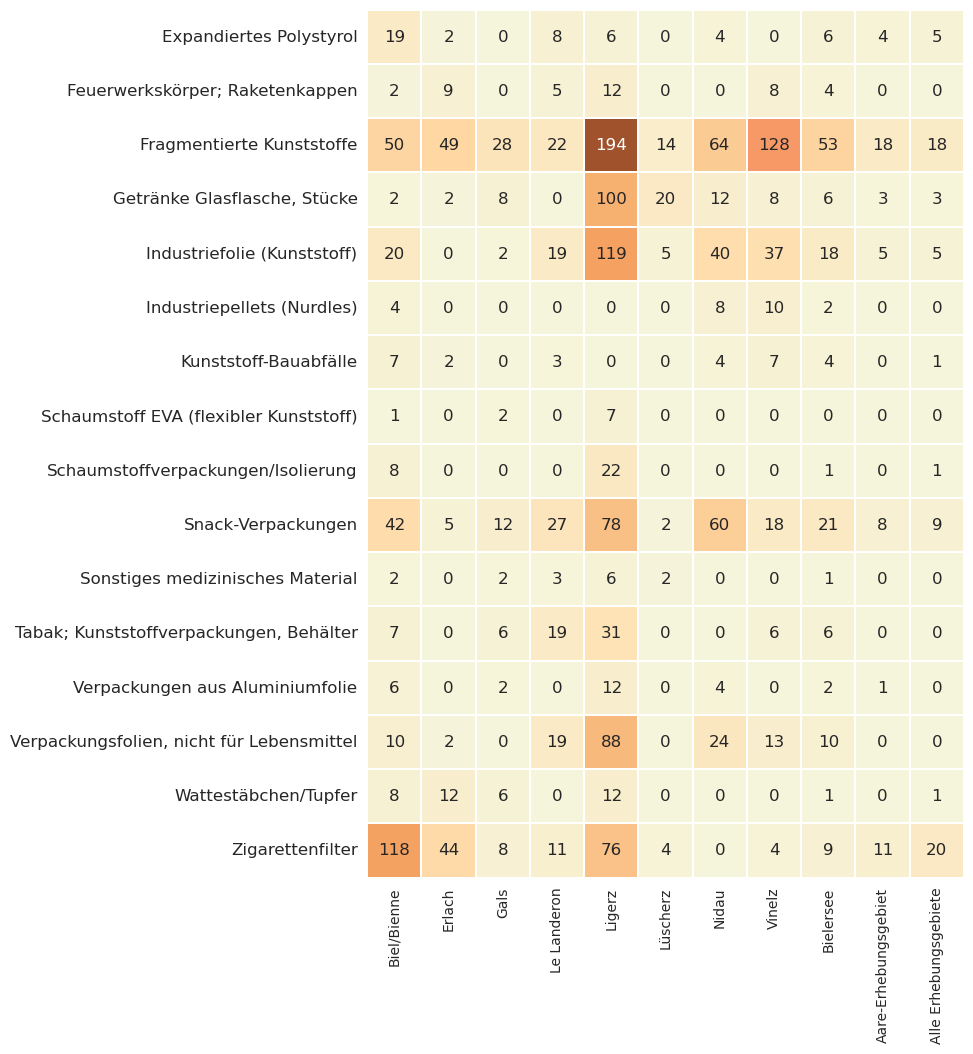 Expandiertes Polystyrol 19 2 0 8 6 0 4 0 6 4 5
Feuerwerkskörper; Raketenkappen 2 9 0 5 12 0 0 8 4 0 0
Fragmentierte Kunststoffe 50 49 28 22 194 14 64 128 53 18 18
Getränke Glasflasche, Stücke 2 2 8 0 100 20 12 8 6 3 3
Industriefolie (Kunststoff) 20 0 2 19 119 5 40 37 18 5 5
Industriepellets (Nurdles) 4 0 0 0 0 0 8 10 2 0 0
Kunststoff-Bauabfälle 7 2 0 3 0 0 4 7 4 0 1
Schaumstoff EVA (flexibler Kunststoff) 1 0 2 0 7 0 0 0 0 0 0
Schaumstoffverpackungen/Isolierung 8 0 0 0 22 0 0 0 1 0 1
Snack-Verpackungen 42 5 12 27 78 2 60 18 21 8 9
Sonstiges medizinisches Material 2 0 2 3 6 2 0 0 1 0 0
Tabak; Kunststoffverpackungen, Behälter 7 0 6 19 31 0 0 6 6 0 0
Verpackungen aus Aluminiumfolie 6 0 2 0 12 0 4 0 2 1 0
Verpackungsfolien, nicht für Lebensmittel 10 2 0 19 88 0 24 13 10 0 0
Wattestäbchen/Tupfer 8 12 6 0 12 0 0 0 1 0 1
Zigarettenfilter 118 44 8 11 76 4 0 4 9 11 20
Biel/Bienne
Erlach
Gals
Le Landeron
Ligerz
Lüscherz
Nidau
Vinelz
Bielersee
Aare-Erhebungsgebiet
Alle Erhebungsgebiete